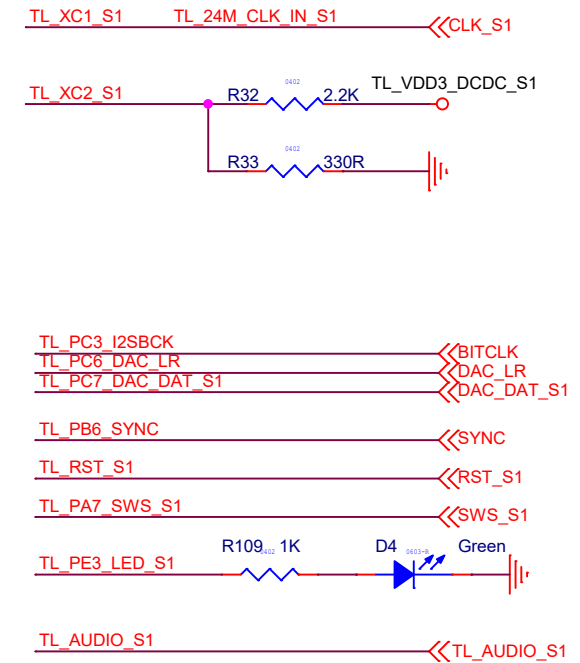 TL_XC1_S1 TL_24M_CLK_IN_S1 CLK_S1
TL_XC2_S1 R32 0402 2.2K TL_VDD3_DCDC_S1
R33 0402 330R
TL_PC3_I2SBCK BITCLK
TL_PC6_DAC_LR DAC_LR
TL_PC7_DAC_DAT_S1 DAC_DAT_S1
TL_PB6_SYNC SYNC
TL_RST_S1 RST_S1
TL_PA7_SWS_S1 SWS_S1
TL_PE3_LED_S1 R109 0402 1K D4 0603-R Green
TL_AUDIO_S1 TL_AUDIO_S1